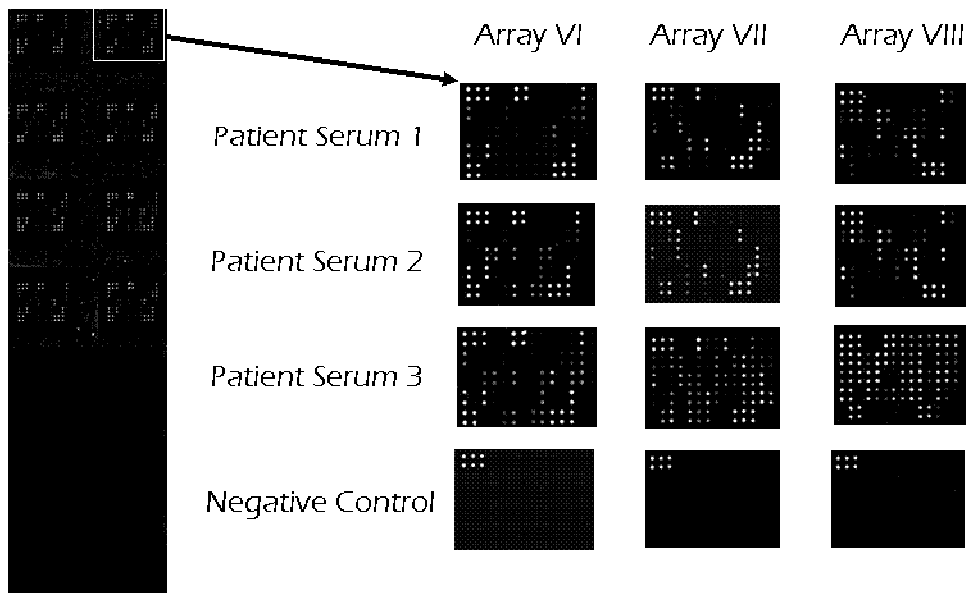 Array VI Array VII Array VIII
Patient Serum 1
Patient Serum 2
Patient Serum 3
Negative Control